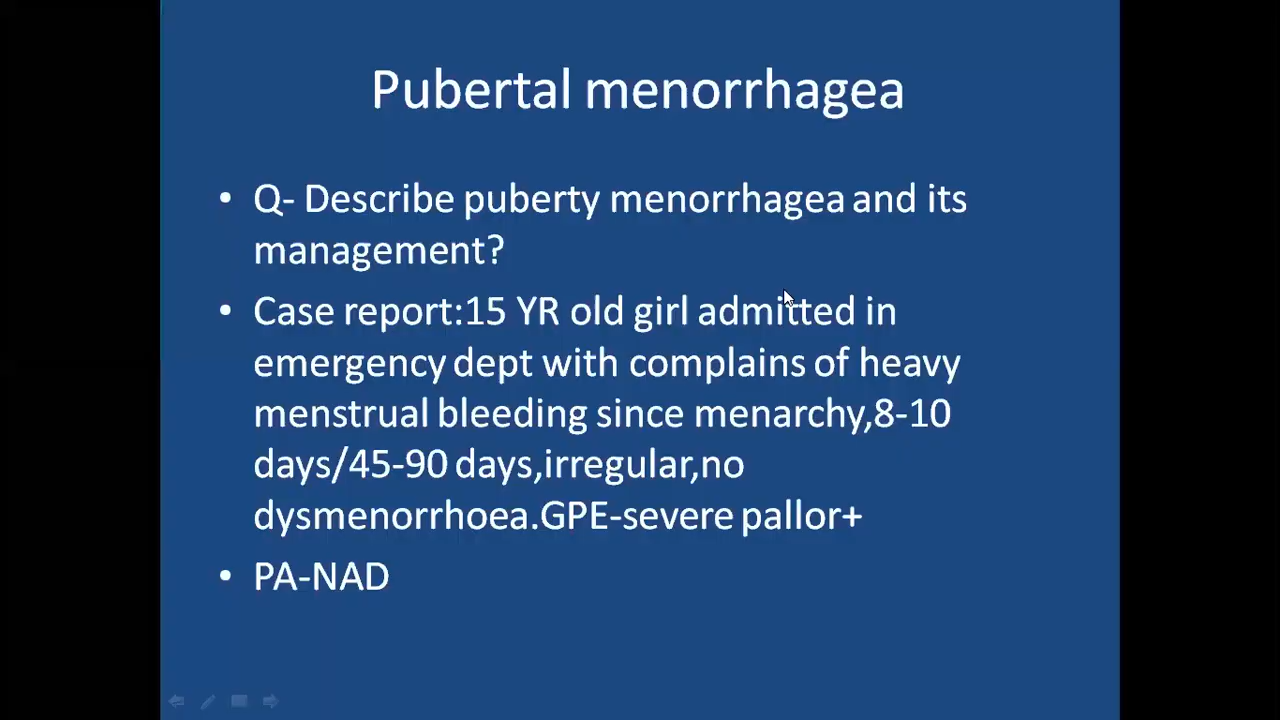 Pubertal menorrhagea
• Q- Describe puberty menorrhagea and its
management?
• Case report:15 YR old girl admitted in
emergency dept with complains of heavy
menstrual bleeding since menarchy,8-10
days/45-90 days,irregular,no
dysmenorrhoea.GPE-severe pallor+
• PA-NAD